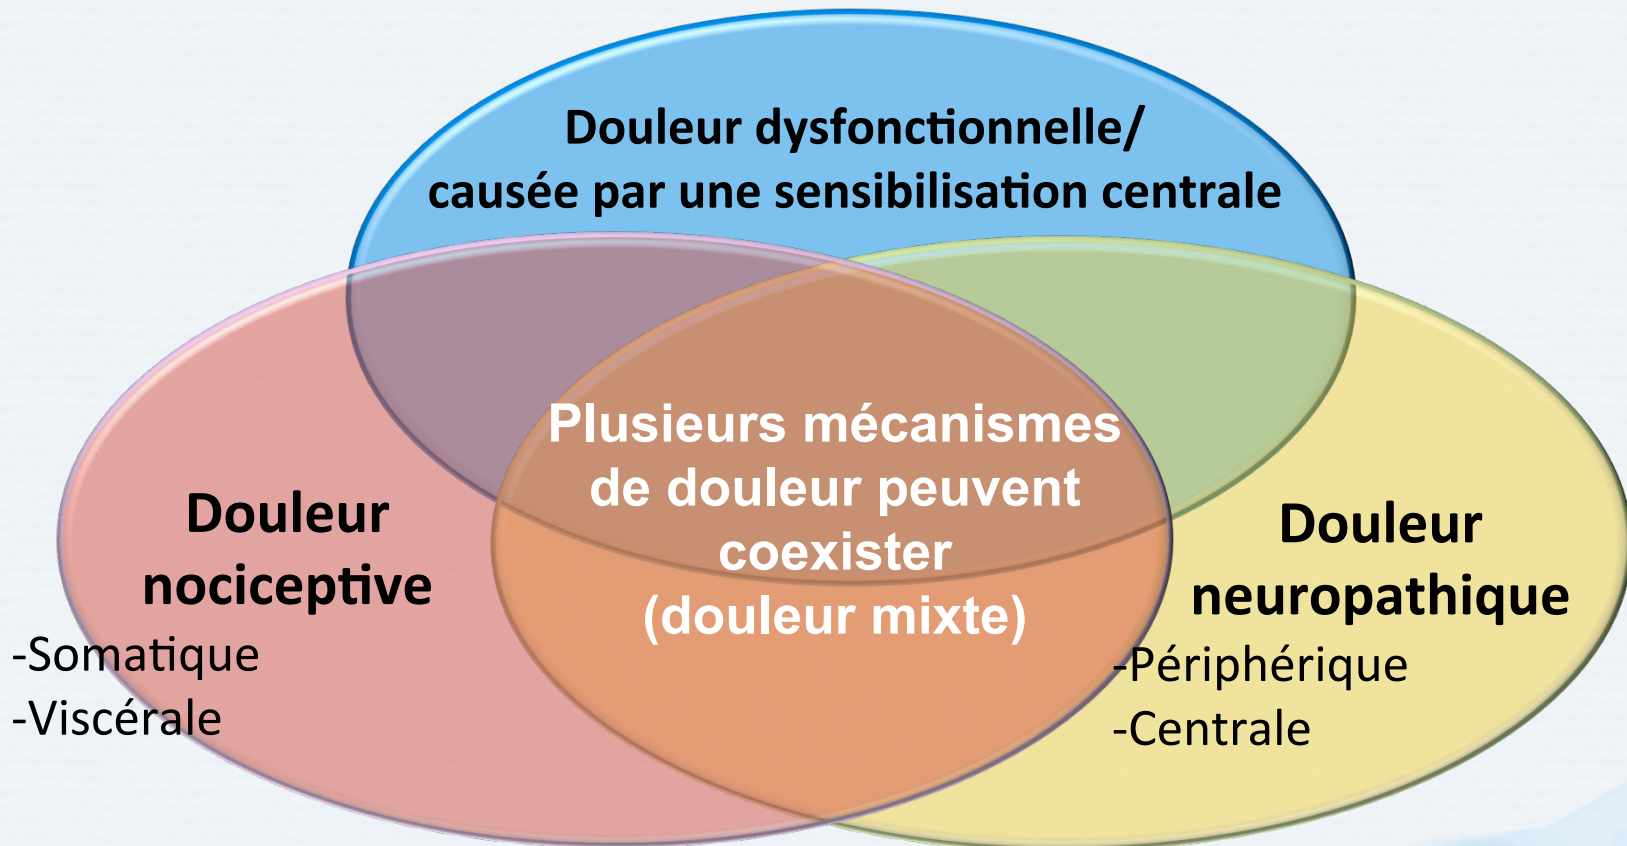 Douleur dysfonctionnelle/
causée par une sensibilisation centrale
Plusieurs mécanismes
de douleur peuvent
coexister
(douleur mixte)
Douleur
nociceptive
-Somatique
-Viscérale
Douleur
neuropathique
-Périphérique
-Centrale